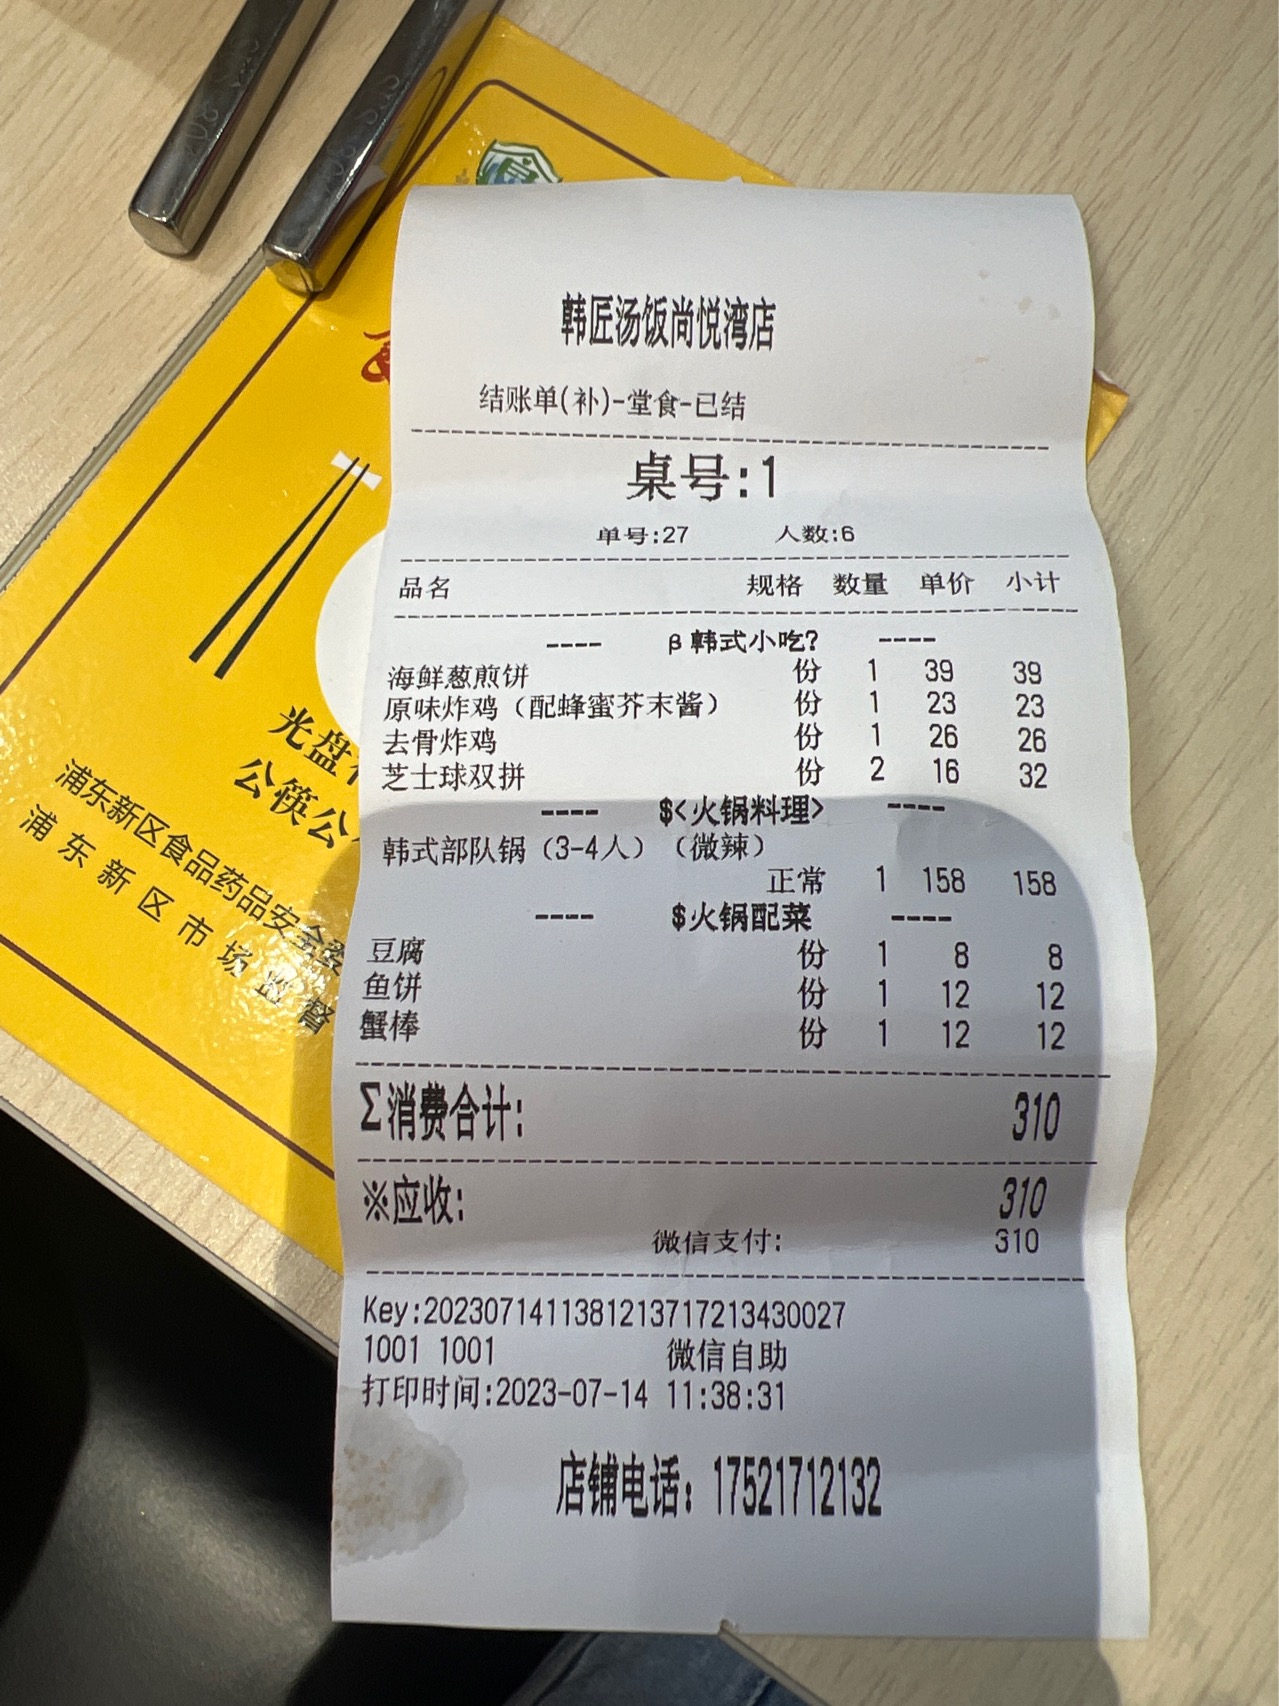 韩匠汤饭尚悦湾店
结账单(补)-堂食-已结
桌号:1
单号:27 人数:6
品名 规格 数量 单价 小计
---- β韩式小吃? ----
海鲜葱煎饼 份 1 39 39
原味炸鸡（配蜂蜜芥末酱） 份 1 23 23
去骨炸鸡 份 1 26 26
芝士球双拼 份 2 16 32
---- $<火锅料理> ----
韩式部队锅（3-4人）（微辣）
正常 1 158 158
---- $火锅配菜 ----
豆腐 份 1 8 8
鱼饼 份 1 12 12
蟹棒 份 1 12 12
Σ消费合计: 310
※应收: 310
微信支付: 310
Key:2023071411381213717213430027
1001 1001 微信自助
打印时间:2023-07-14 11:38:31
店铺电话：17521712132
光盘
公筷公
浦东新区食品药品安全委
浦东新区市场监督